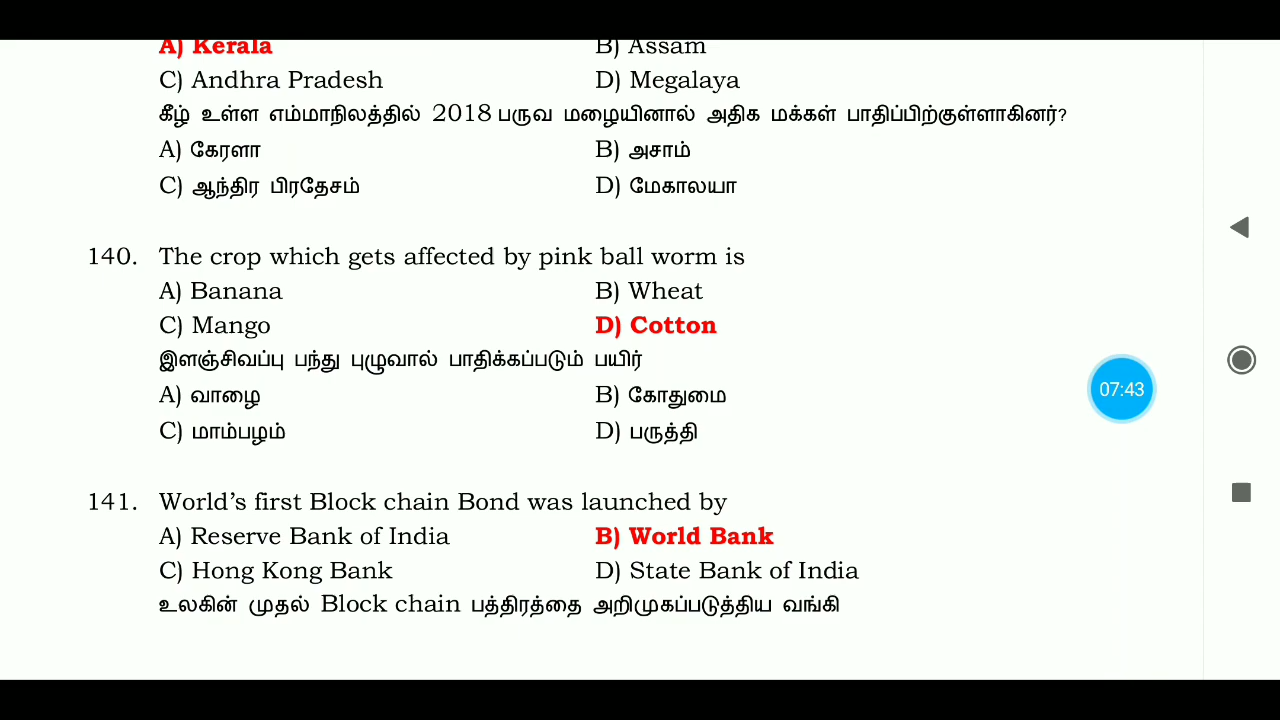 A) Kerala B) Assam
C) Andhra Pradesh D) Megalaya
கீழ் உள்ள எம்மாநிலத்தில் 2018 பருவ மழையினால் அதிக மக்கள் பாதிப்பிற்குள்ளாகினர்?
A) கேரளா B) அசாம்
C) ஆந்திர பிரதேசம் D) மேகாலயா
140. The crop which gets affected by pink ball worm is
A) Banana B) Wheat
C) Mango D) Cotton
இளஞ்சிவப்பு பந்து புழுவால் பாதிக்கப்படும் பயிர்
A) வாழை B) கோதுமை
C) மாம்பழம் D) பருத்தி
07:43
141. World's first Block chain Bond was launched by
A) Reserve Bank of India B) World Bank
C) Hong Kong Bank D) State Bank of India
உலகின் முதல் Block chain பத்திரத்தை அறிமுகப்படுத்திய வங்கி